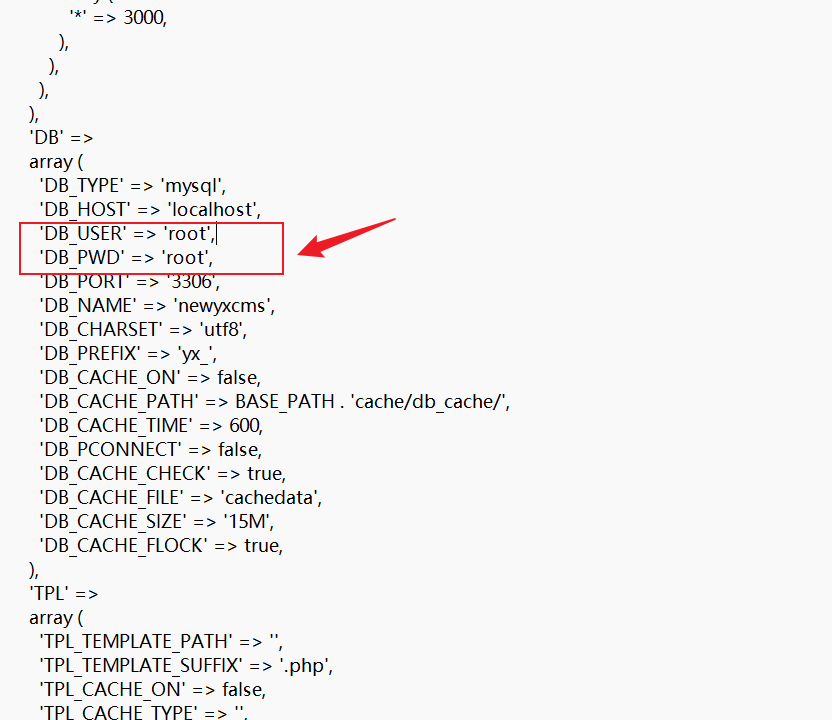 '*' => 3000,
),
),
),
),
'DB' =>
array (
'DB_TYPE' => 'mysql',
'DB_HOST' => 'localhost',
'DB_USER' => 'root',
'DB_PWD' => 'root',
'DB_PORT' => '3306',
'DB_NAME' => 'newyxcms',
'DB_CHARSET' => 'utf8',
'DB_PREFIX' => 'yx_',
'DB_CACHE_ON' => false,
'DB_CACHE_PATH' => BASE_PATH . 'cache/db_cache/',
'DB_CACHE_TIME' => 600,
'DB_PCONNECT' => false,
'DB_CACHE_CHECK' => true,
'DB_CACHE_FILE' => 'cachedata',
'DB_CACHE_SIZE' => '15M',
'DB_CACHE_FLOCK' => true,
),
'TPL' =>
array (
'TPL_TEMPLATE_PATH' => '',
'TPL_TEMPLATE_SUFFIX' => '.php',
'TPL_CACHE_ON' => false,
'TPL_CACHE_TYPE' => '',